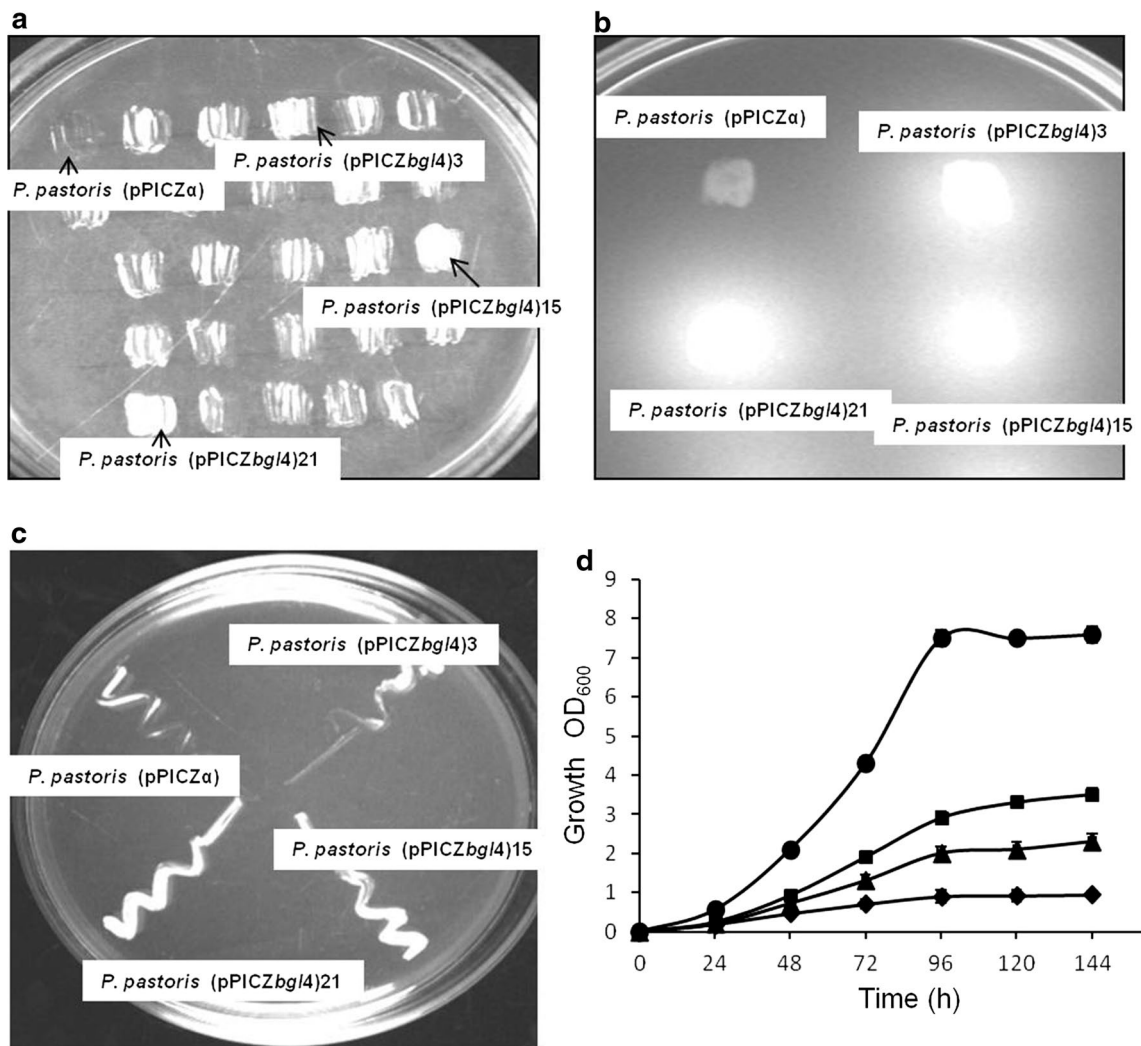 a
P. pastoris (pPICZbgl4)3
P. pastoris (pPICZα)
P. pastoris (pPICZbgl4)15
P. pastoris (pPICZbgl4)21
b
P. pastoris (pPICZα)
P. pastoris (pPICZbgl4)3
P. pastoris (pPICZbgl4)21
P. pastoris (pPICZbgl4)15
c
P. pastoris (pPICZbgl4)3
P. pastoris (pPICZα)
P. pastoris (pPICZbgl4)15
P. pastoris (pPICZbgl4)21
d
Growth OD600
9
8
7
6
5
4
3
2
1
0
0 24 48 72 96 120 144
Time (h)